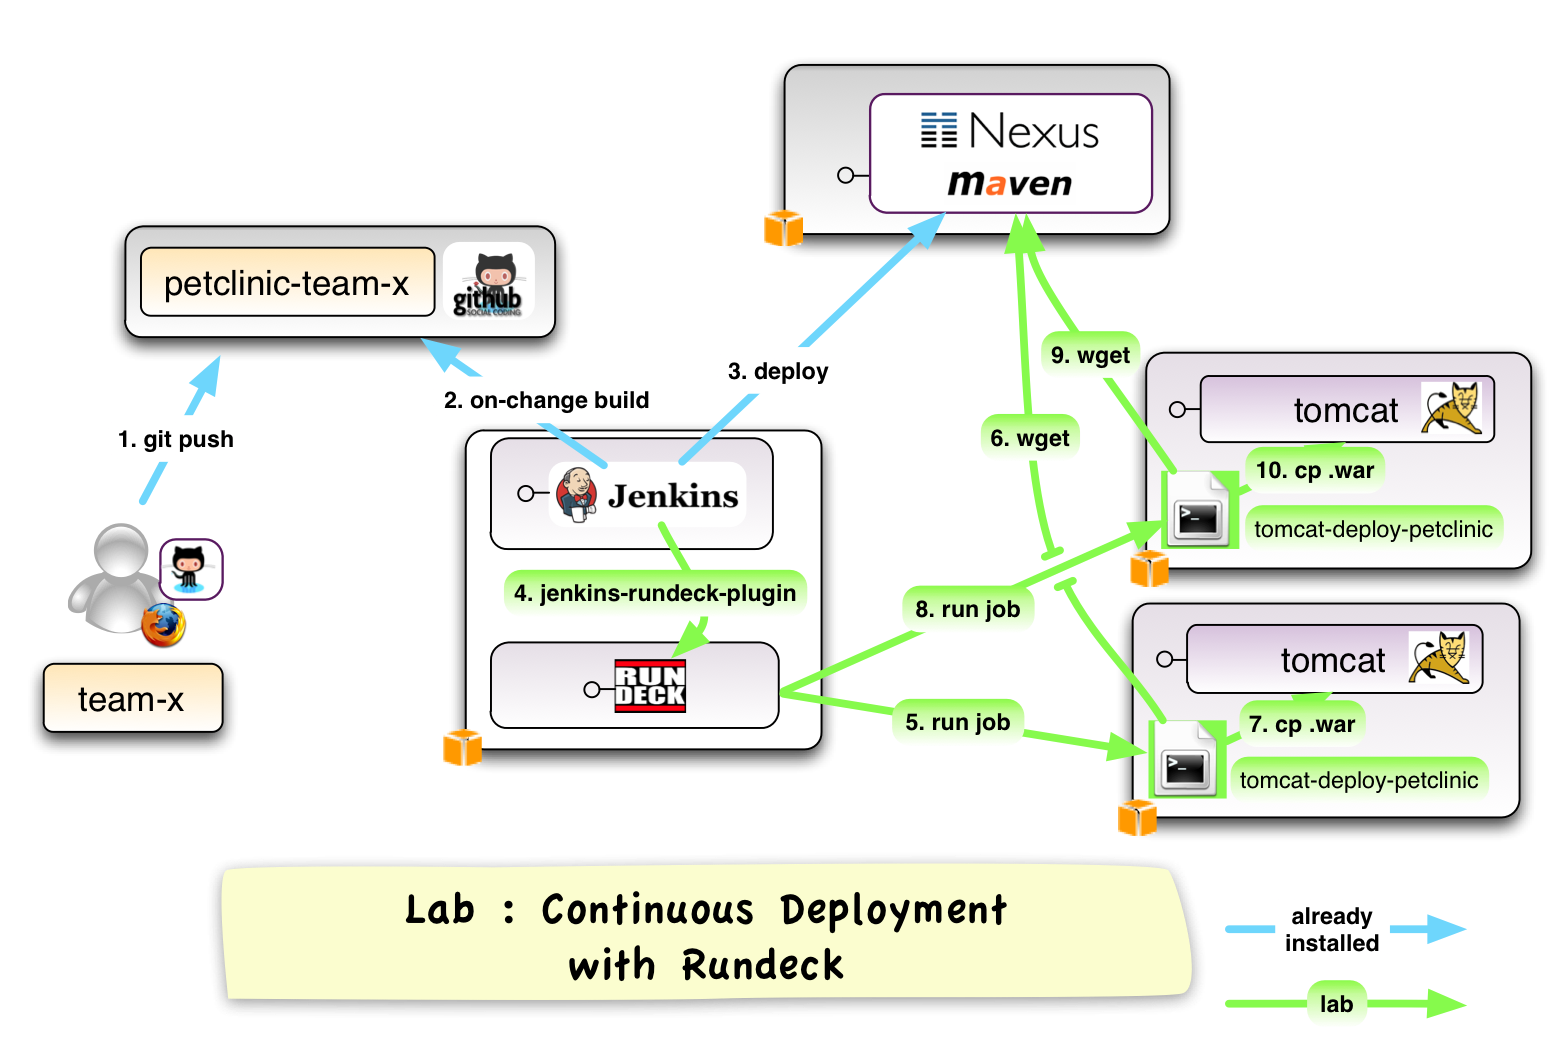 Nexus
maven
petclinic-team-x
github
SOCIAL CODING
9. wget
3. deploy
tomcat
2. on-change build
1. git push
6. wget
10. cp .war
Jenkins
>_
tomcat-deploy-petclinic
4. jenkins-rundeck-plugin
8. run job
RUN
DECK
tomcat
team-x
5. run job
7. cp .war
>_
tomcat-deploy-petclinic
Lab : Continuous Deployment
with Rundeck
already
installed
lab